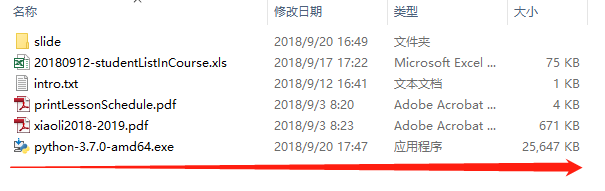 名称 修改日期 类型 大小
slide 2018/9/20 16:49 文件夹
20180912-studentListInCourse.xls 2018/9/17 17:22 Microsoft Excel ... 75 KB
intro.txt 2018/9/12 16:41 文本文档 1 KB
printLessonSchedule.pdf 2018/9/3 8:20 Adobe Acrobat ... 4 KB
xiaoli2018-2019.pdf 2018/9/3 8:23 Adobe Acrobat ... 671 KB
python-3.7.0-amd64.exe 2018/9/20 17:47 应用程序 25,647 KB